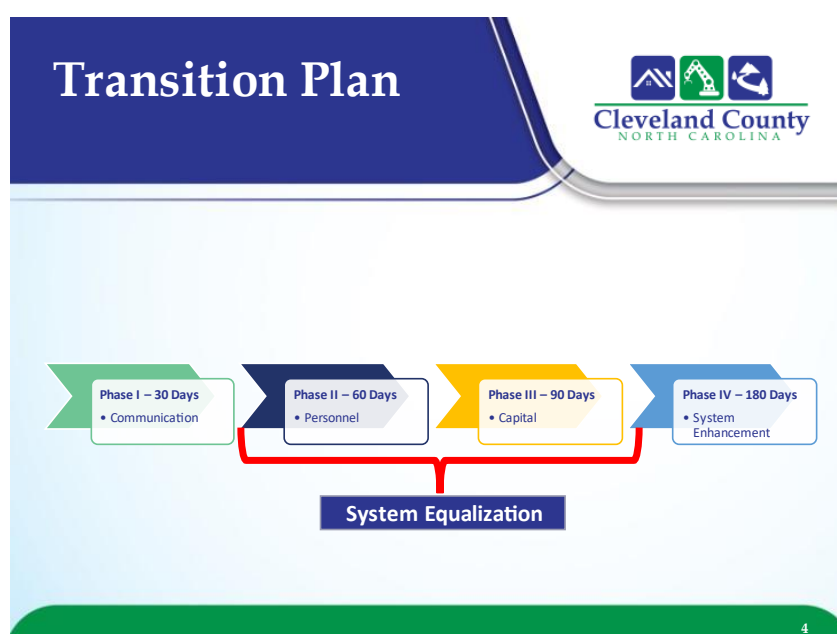 Transition Plan
Cleveland County
NORTH CAROLINA
Phase I – 30 Days
• Communication
Phase II – 60 Days
• Personnel
Phase III – 90 Days
• Capital
Phase IV – 180 Days
• System
Enhancement
System Equalization
4